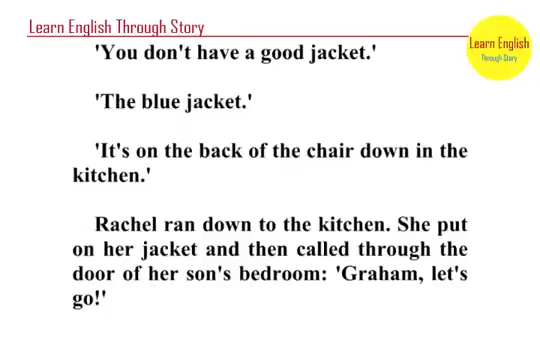 Learn English Through Story
Learn English
Through Story
'You don't have a good jacket.'
'The blue jacket.'
'It's on the back of the chair down in the
kitchen.'
Rachel ran down to the kitchen. She put
on her jacket and then called through the
door of her son's bedroom: 'Graham, let's
go!'